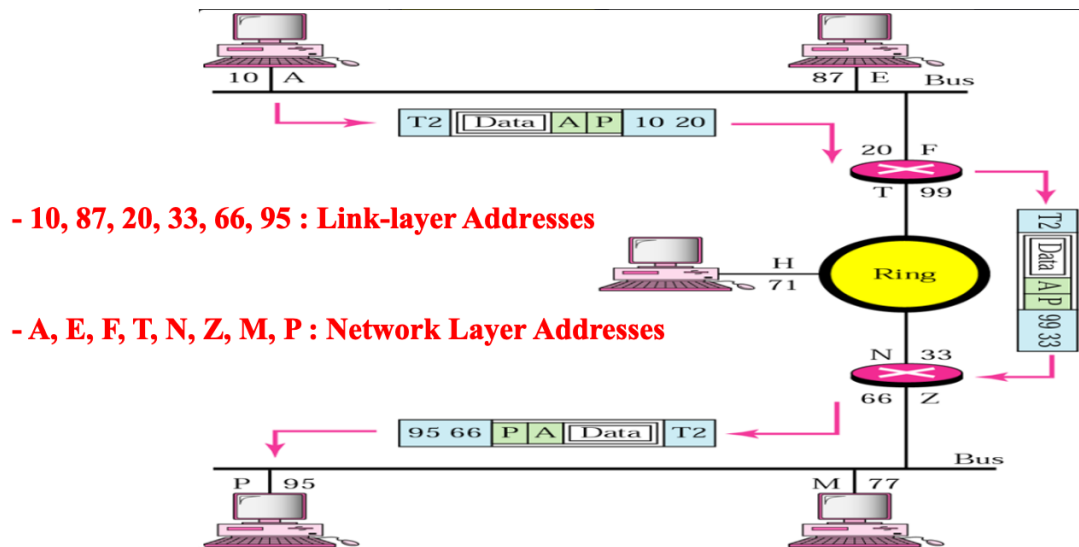 10 A
87 E Bus
T2 Data A P 10 20
20 F
T 99
- 10, 87, 20, 33, 66, 95 : Link-layer Addresses
T2 Data A P 99 33
H
71
Ring
- A, E, F, T, N, Z, M, P : Network Layer Addresses
N 33
66 Z
95 66 P A Data T2
Bus
P 95
M 77